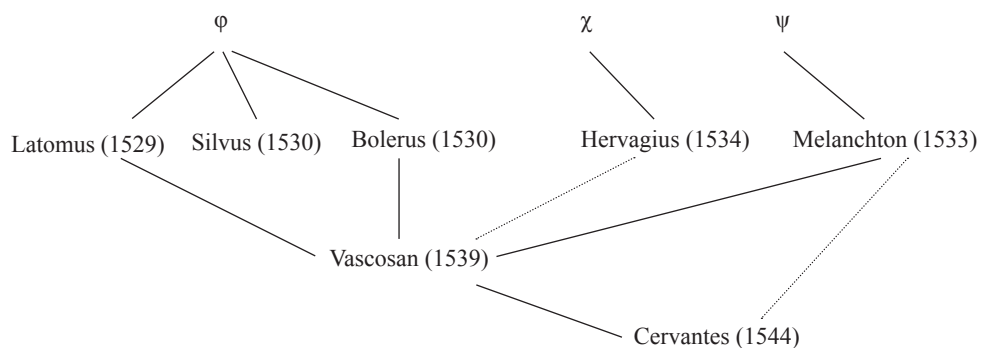 φ χ ψ
Latomus (1529) Silvus (1530) Bolerus (1530) Hervagius (1534) Melanchton (1533)
Vascosan (1539)
Cervantes (1544)